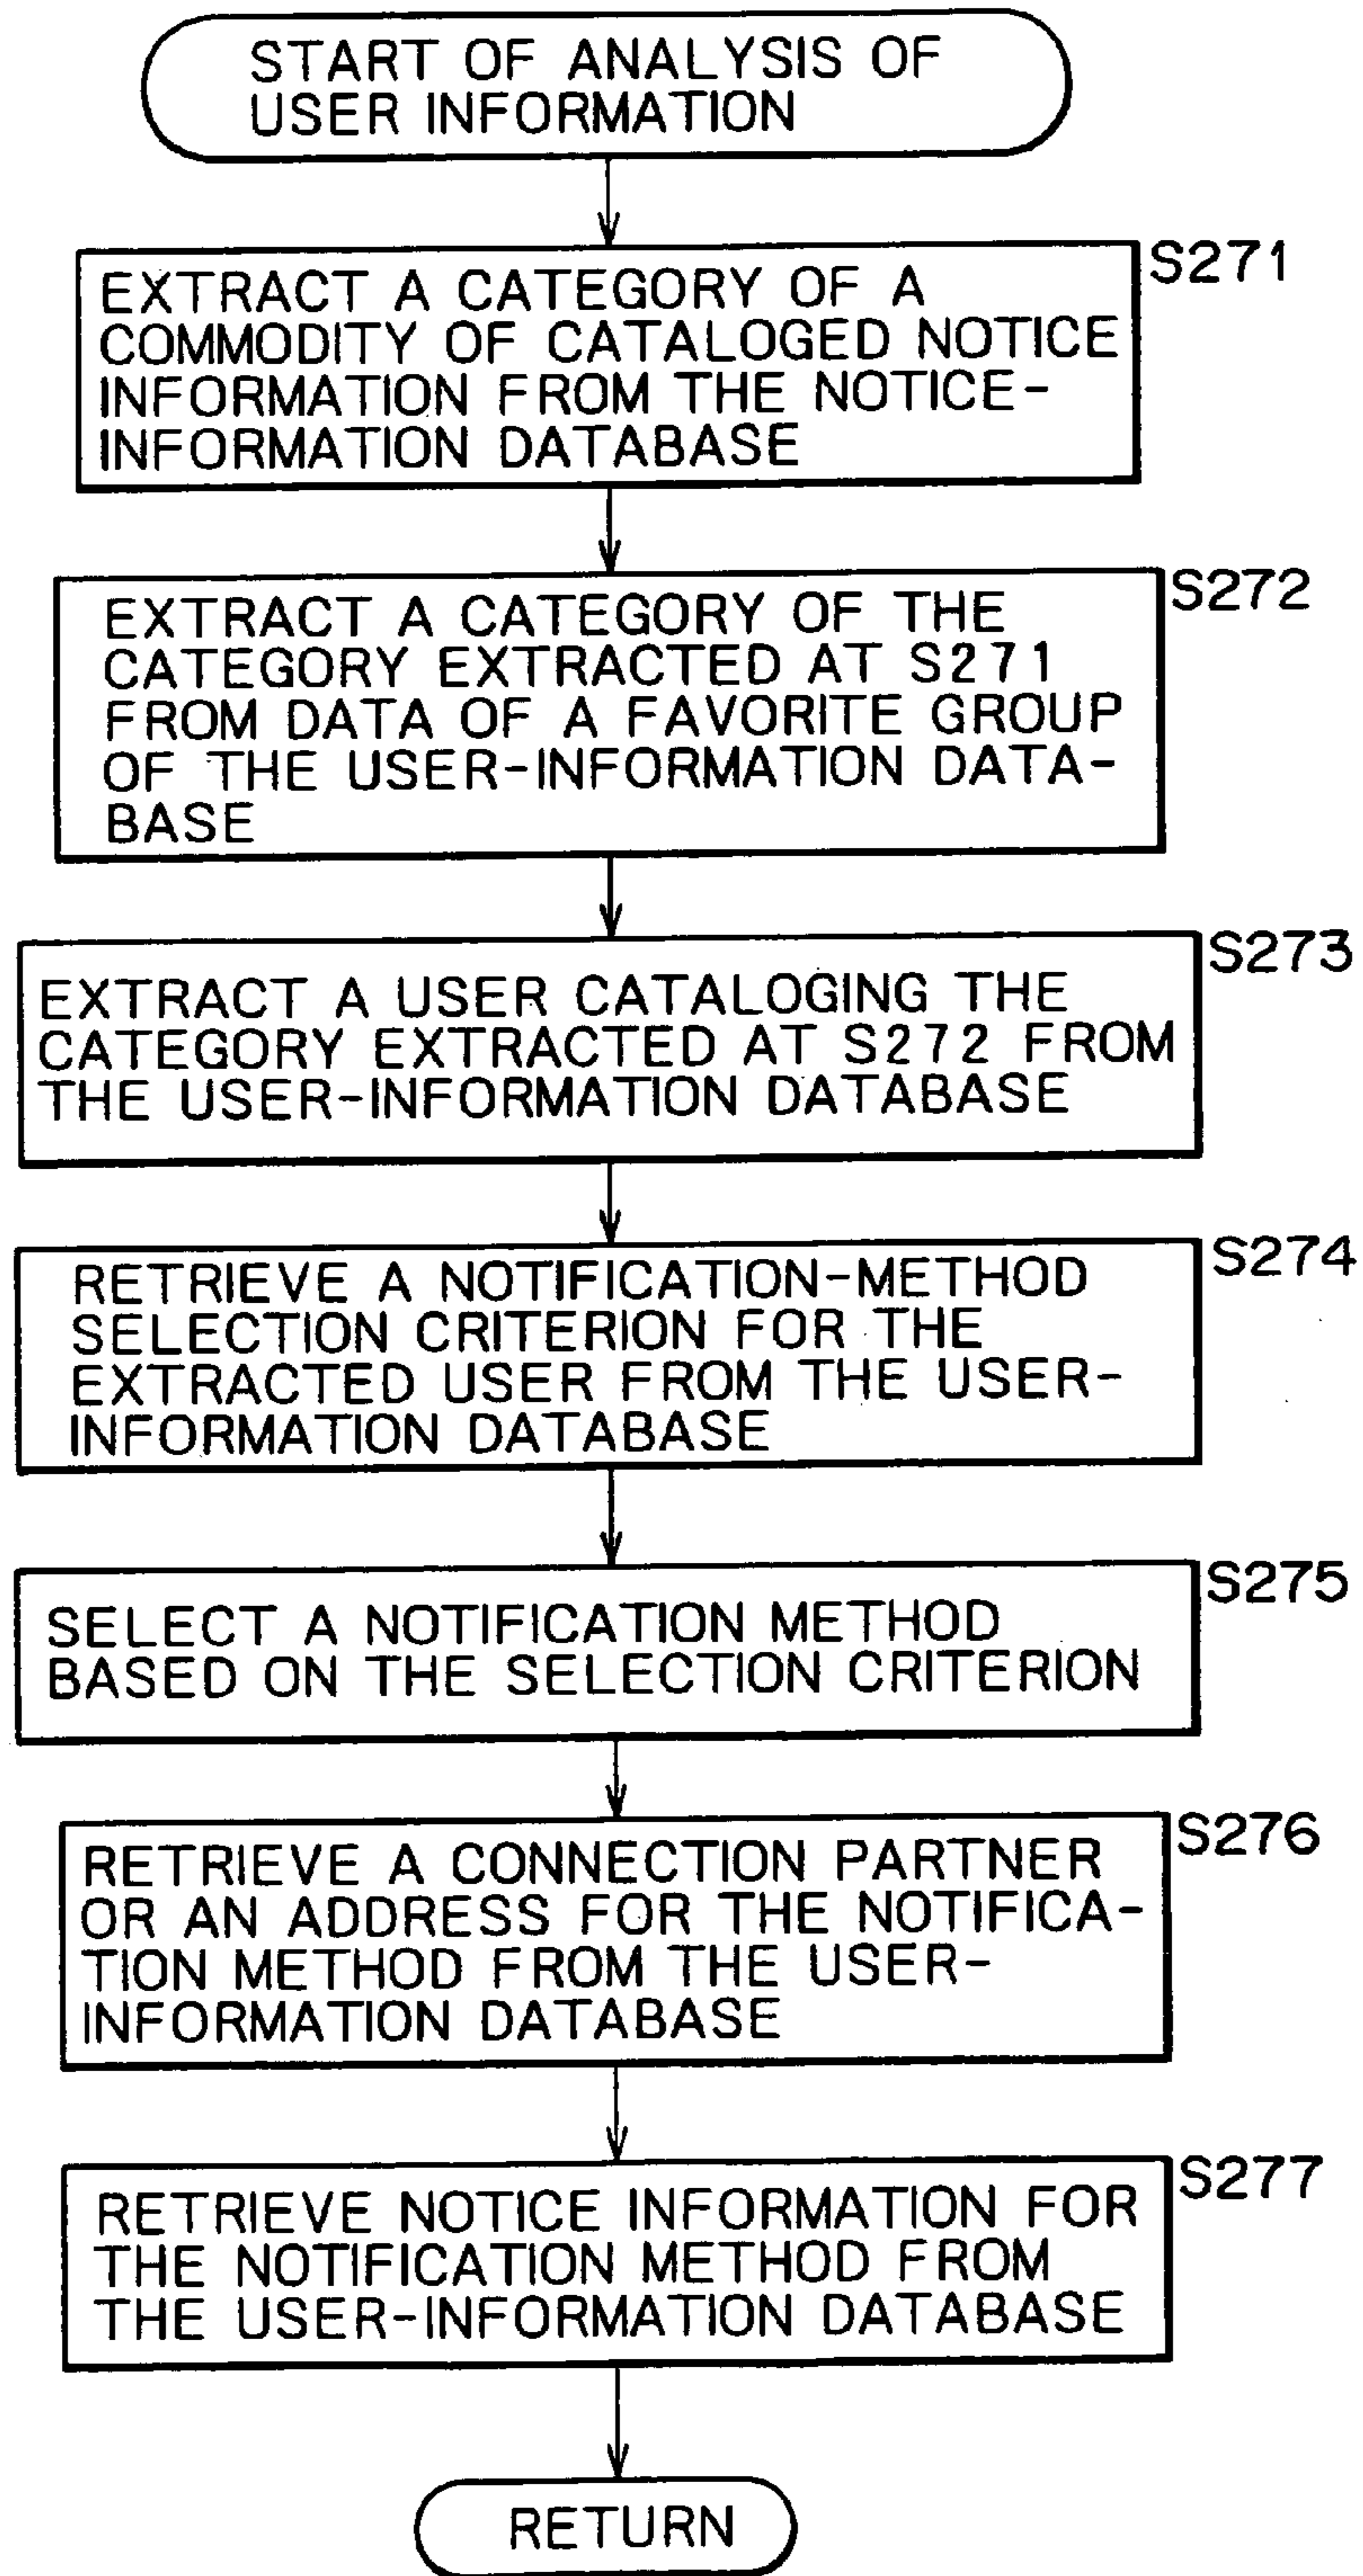 START OF ANALYSIS OF
USER INFORMATION
S271
EXTRACT A CATEGORY OF A
COMMODITY OF CATALOGED NOTICE
INFORMATION FROM THE NOTICE-
INFORMATION DATABASE
S272
EXTRACT A CATEGORY OF THE
CATEGORY EXTRACTED AT S271
FROM DATA OF A FAVORITE GROUP
OF THE USER-INFORMATION DATA-
BASE
S273
EXTRACT A USER CATALOGING THE
CATEGORY EXTRACTED AT S272 FROM
THE USER-INFORMATION DATABASE
S274
RETRIEVE A NOTIFICATION-METHOD
SELECTION CRITERION FOR THE
EXTRACTED USER FROM THE USER-
INFORMATION DATABASE
S275
SELECT A NOTIFICATION METHOD
BASED ON THE SELECTION CRITERION
S276
RETRIEVE A CONNECTION PARTNER
OR AN ADDRESS FOR THE NOTIFICA-
TION METHOD FROM THE USER-
INFORMATION DATABASE
S277
RETRIEVE NOTICE INFORMATION FOR
THE NOTIFICATION METHOD FROM
THE USER-INFORMATION DATABASE
RETURN